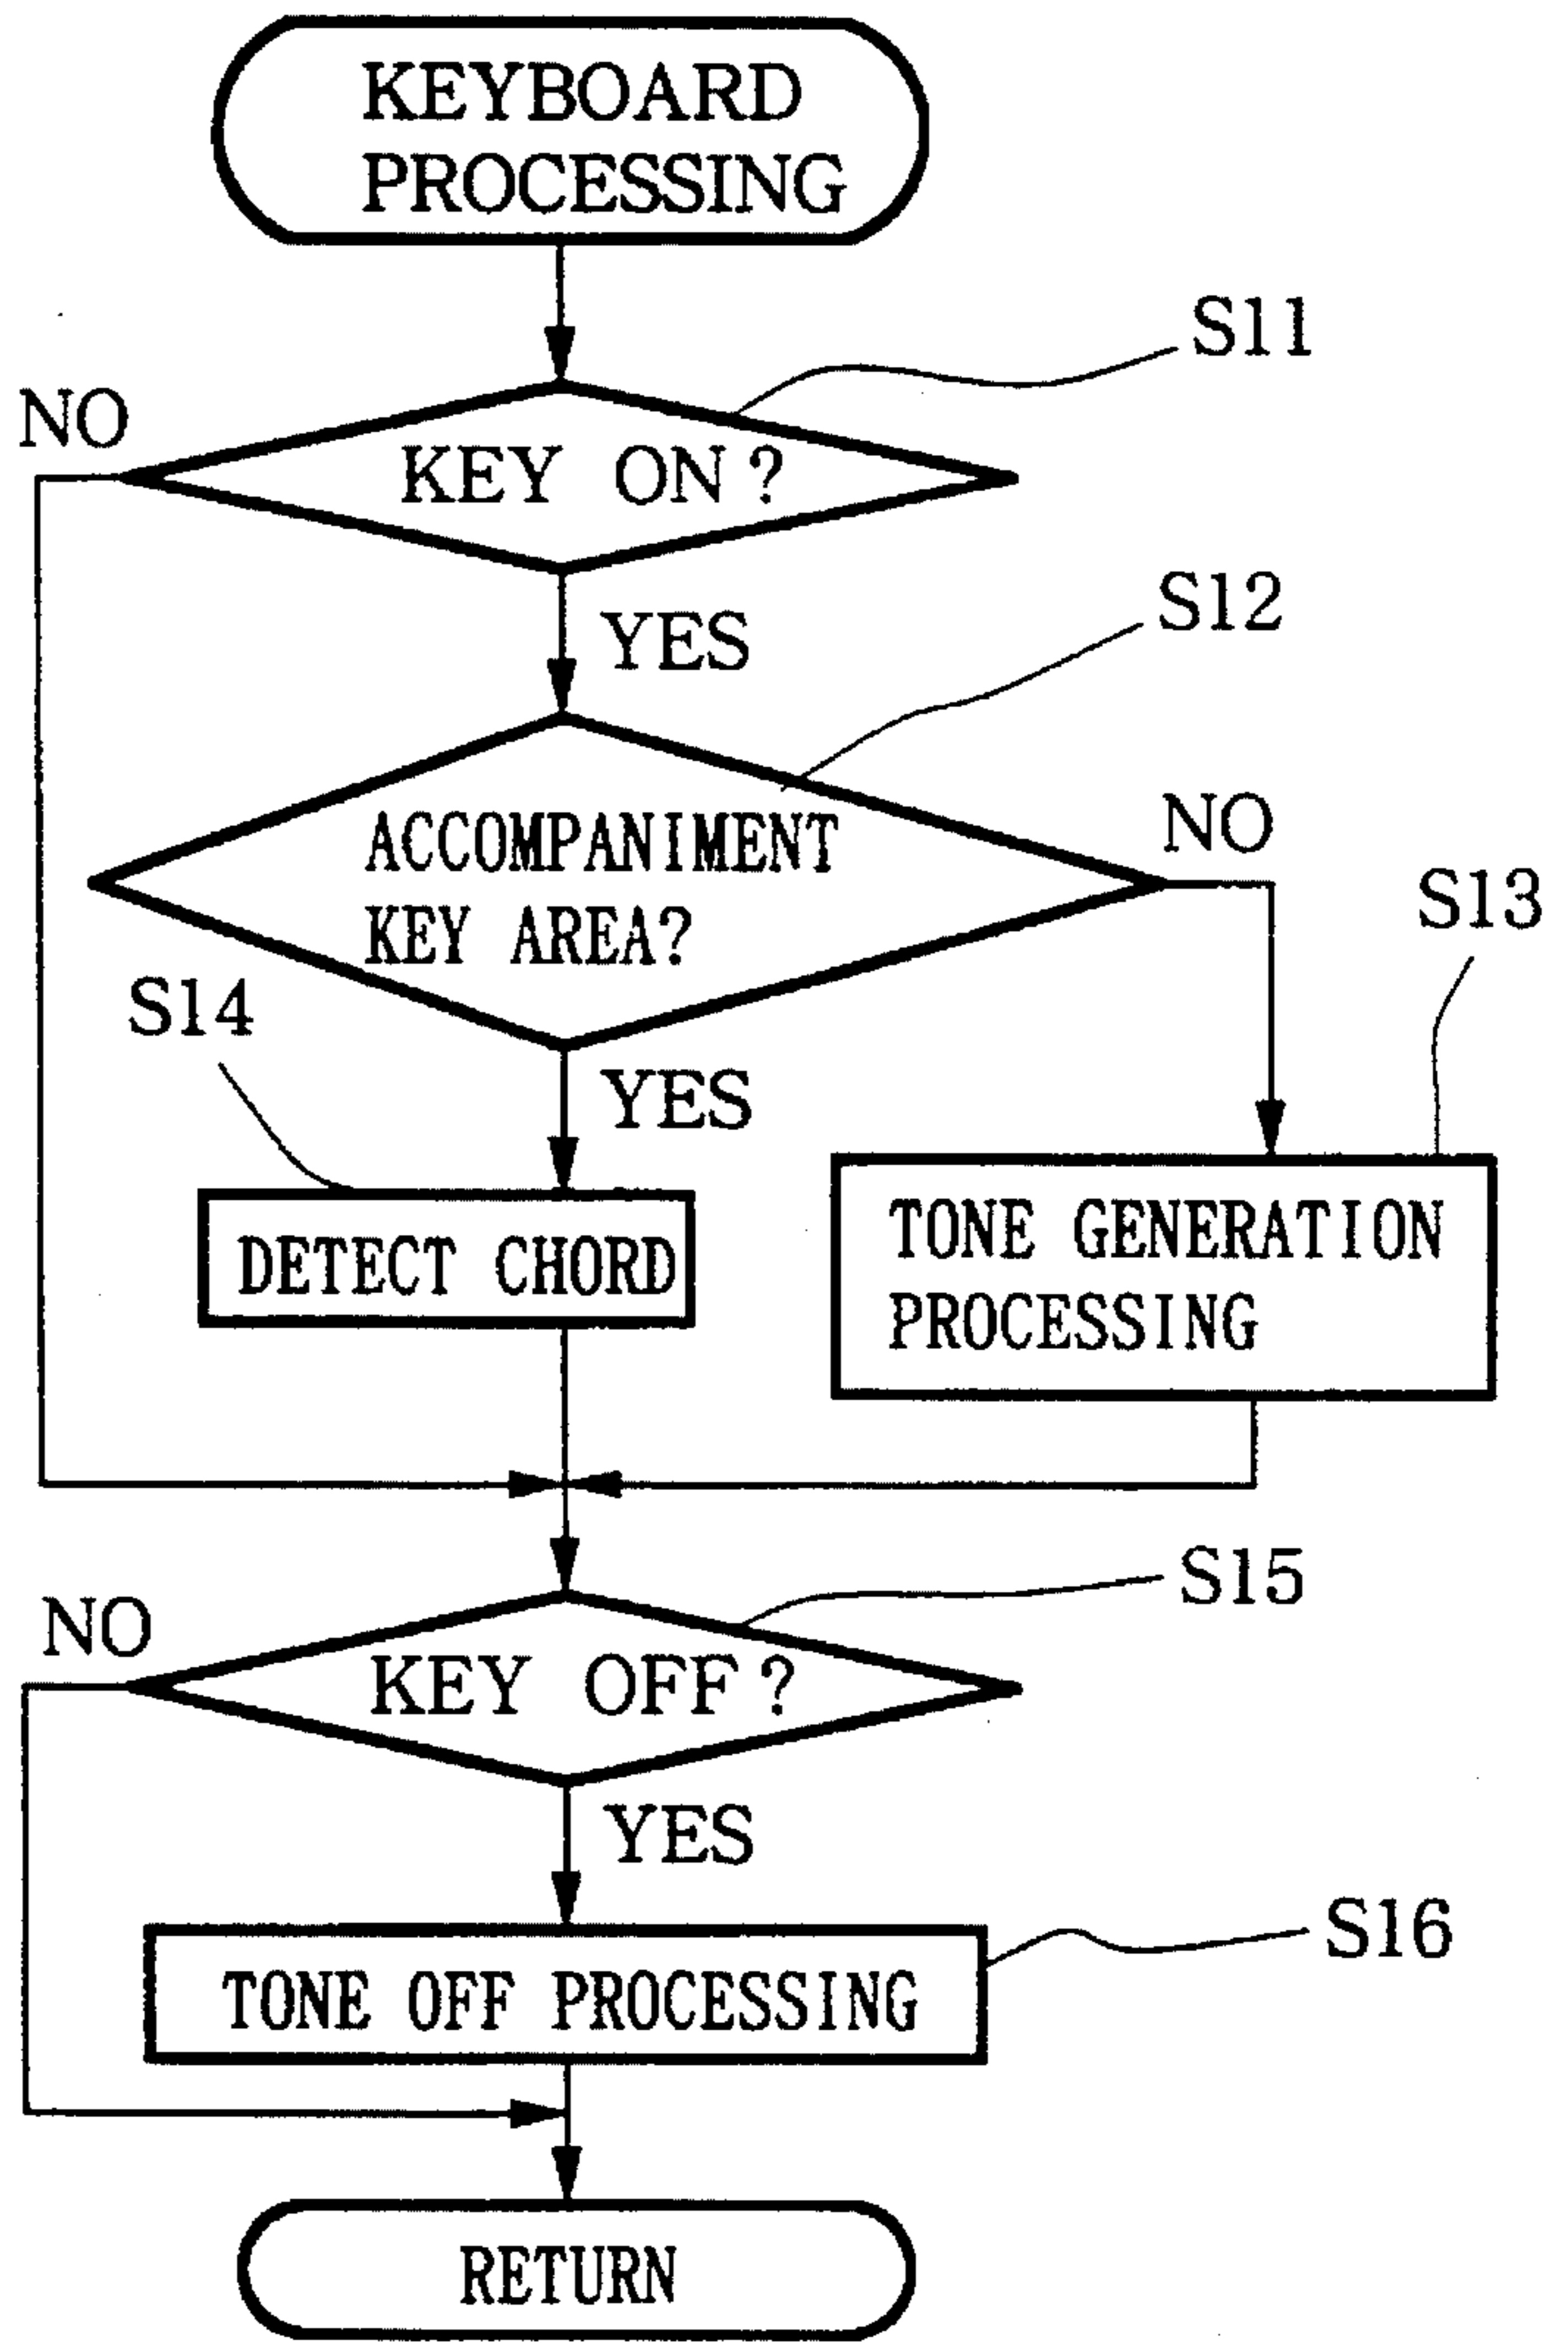 KEYBOARD
PROCESSING
S11
NO
KEY ON?
YES
S12
ACCOMPANIMENT
KEY AREA?
NO
S13
S14
YES
DETECT CHORD
TONE GENERATION
PROCESSING
S15
NO
KEY OFF?
YES
S16
TONE OFF PROCESSING
RETURN